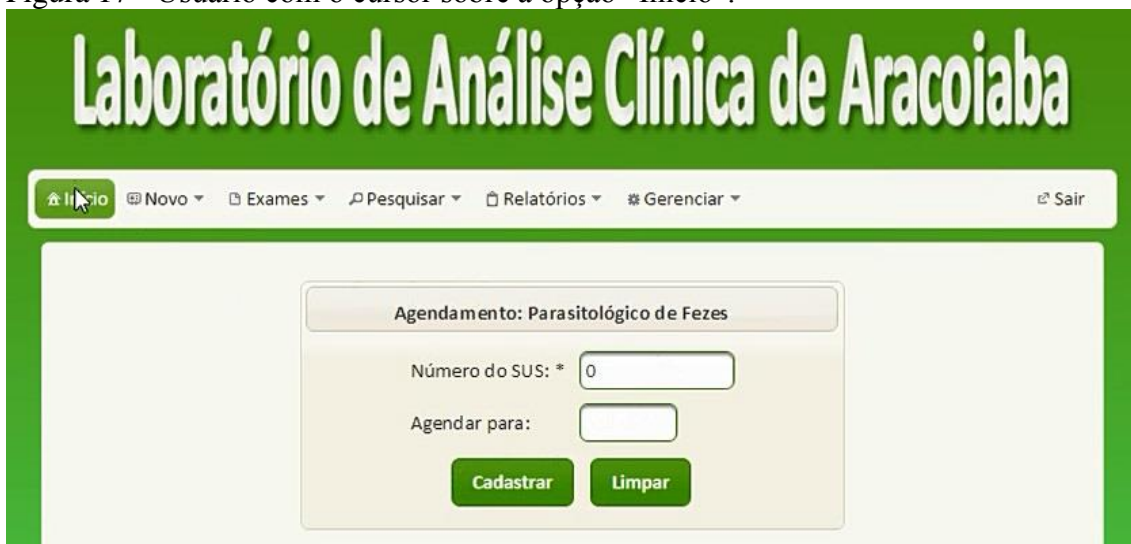 Figura 17 - Usuário com o cursor sobre a opção "Início".
Laboratório de Análise Clínica de Aracoiaba
Início Novo Exames Pesquisar Relatórios Gerenciar Sair
Agendamento: Parasitológico de Fezes
Número do SUS: * 0
Agendar para:
Cadastrar Limpar